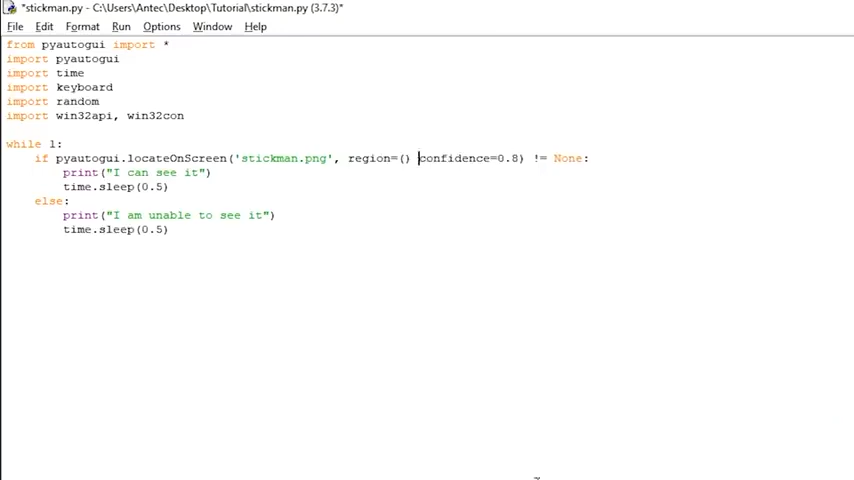 *stickman.py - C:\Users\Antec\Desktop\Tutorial\stickman.py (3.7.3)*
File Edit Format Run Options Window Help
from pyautogui import *
import pyautogui
import time
import keyboard
import random
import win32api, win32con
while 1:
    if pyautogui.locateOnScreen('stickman.png', region=() confidence=0.8) != None:
        print("I can see it")
        time.sleep(0.5)
    else:
        print("I am unable to see it")
        time.sleep(0.5)